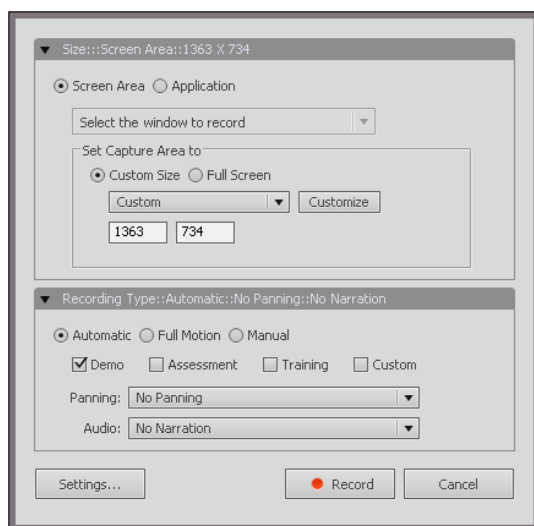 Size:::Screen Area::1363 X 734
Screen Area Application
Select the window to record
Set Capture Area to
Custom Size Full Screen
Custom Customize
1363 734
Recording Type::Automatic::No Panning::No Narration
Automatic Full Motion Manual
Demo Assessment Training Custom
Panning: No Panning
Audio: No Narration
Settings... Record Cancel